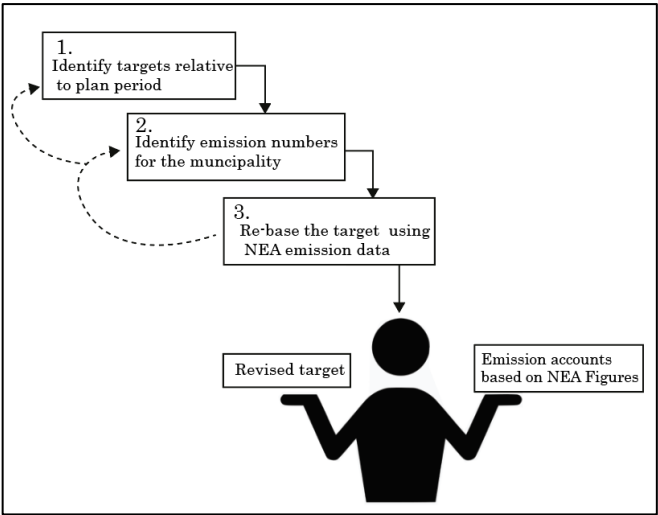 1.
Identify targets relative
to plan period
2.
Identify emission numbers
for the muncipality
3.
Re-base the target using
NEA emission data
Revised target
Emission accounts
based on NEA Figures